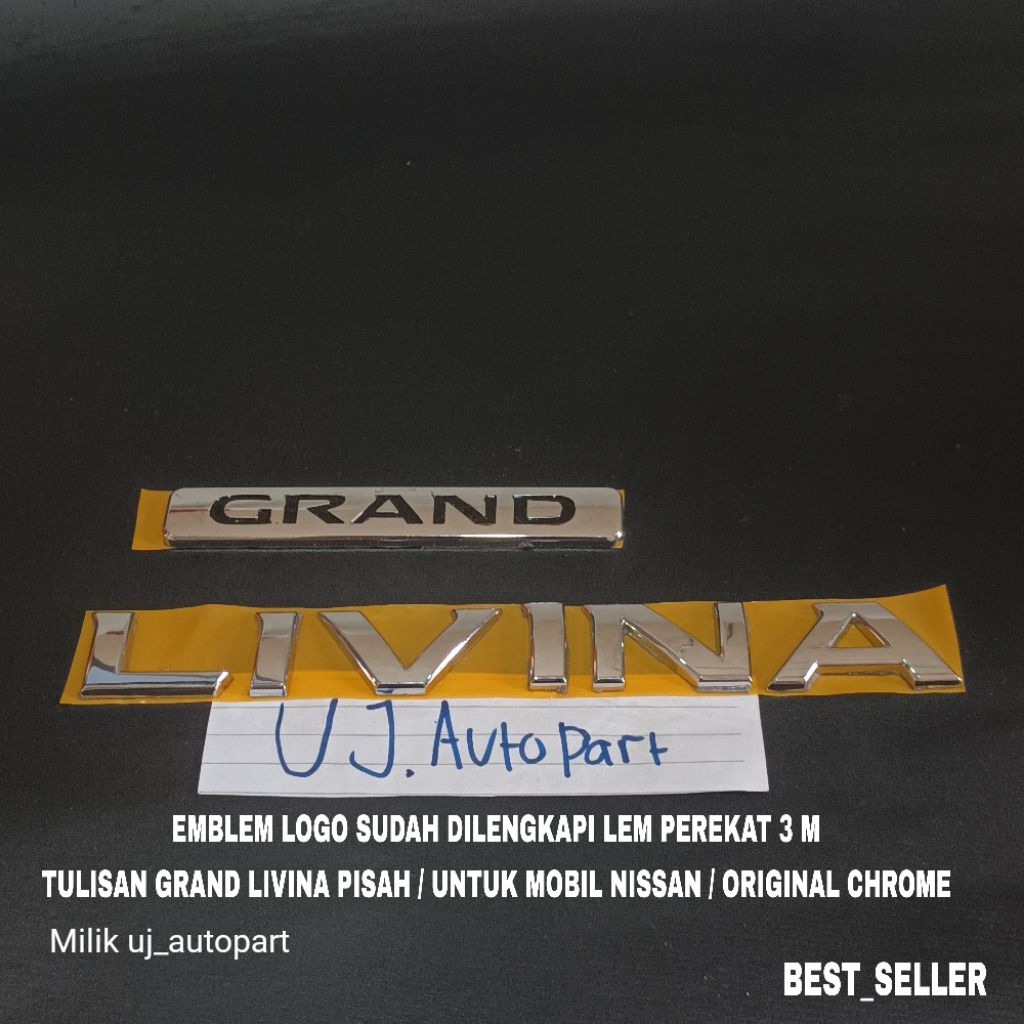 GRAND
LIVINA
UJ. Autopart
EMBLEM LOGO SUDAH DILENGKAPI LEM PEREKAT 3 M
TULISAN GRAND LIVINA PISAH / UNTUK MOBIL NISSAN / ORIGINAL CHROME
Milik uj_autopart
BEST_SELLER